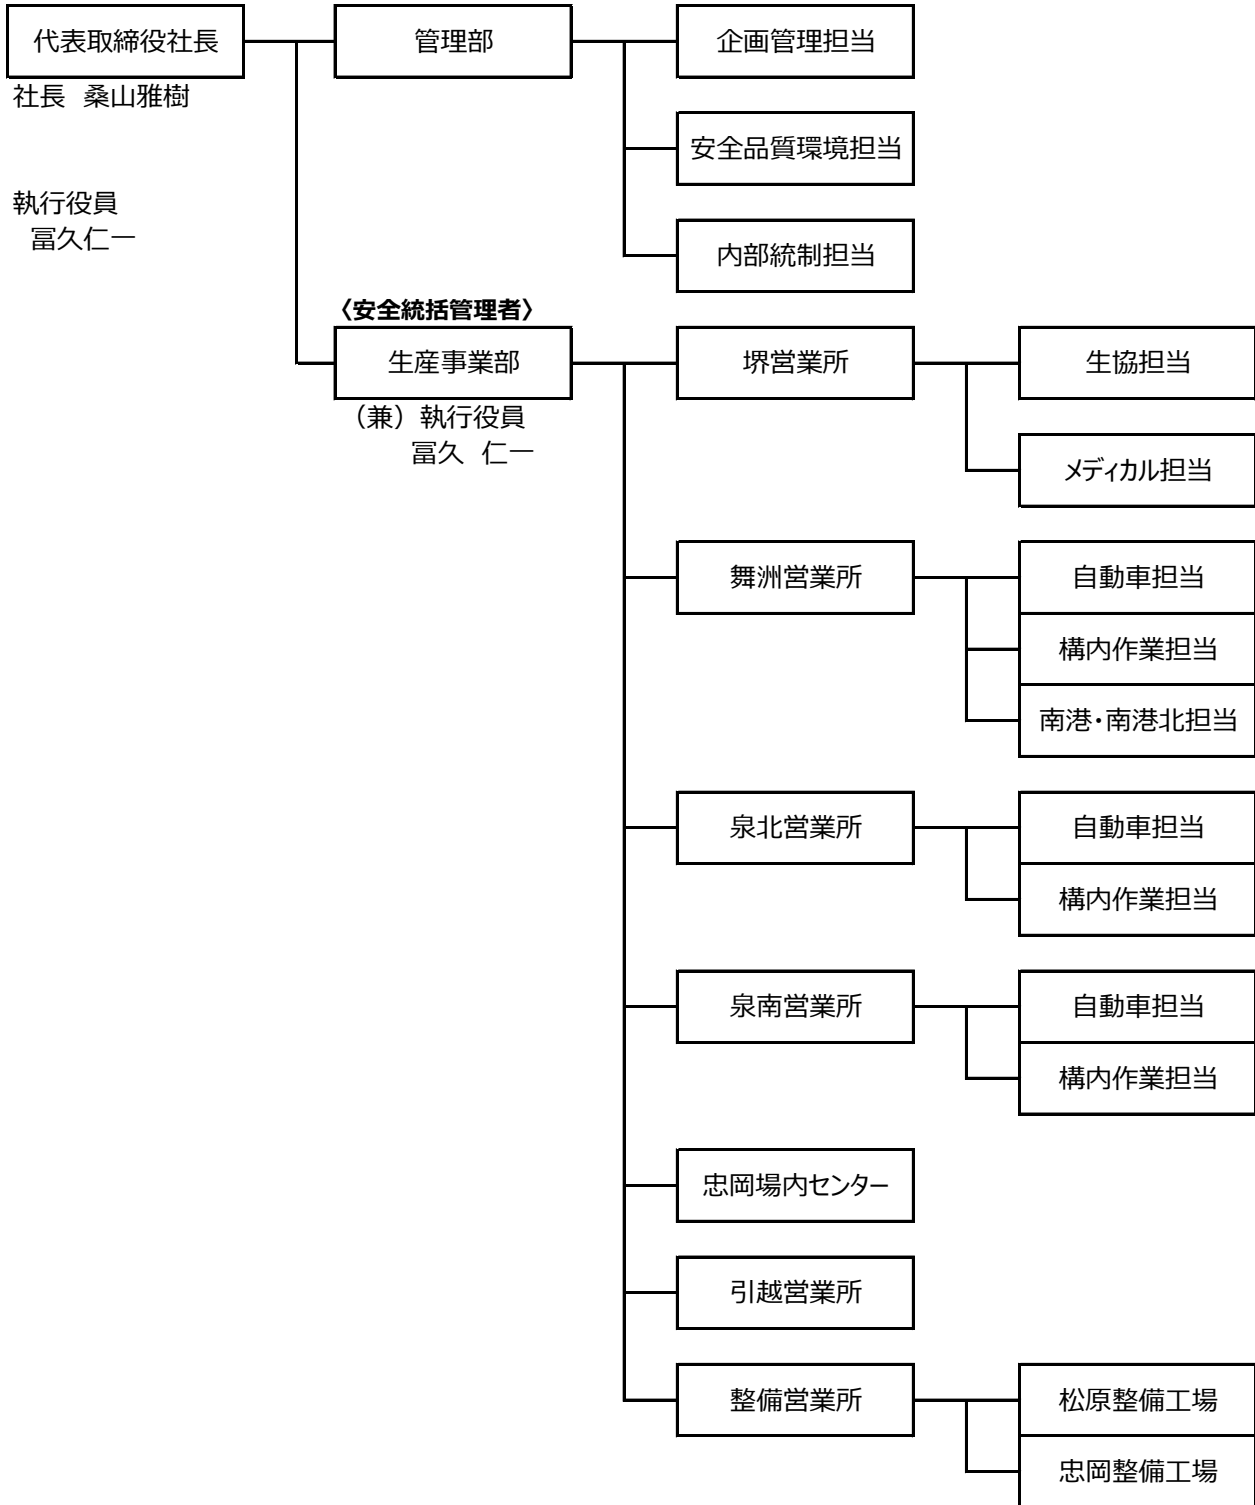 代表取締役社長
管理部
企画管理担当
社長 桑山雅樹
安全品質環境担当
執行役員
冨久仁一
内部統制担当
〈安全統括管理者〉
生産事業部
堺営業所
生協担当
(兼)執行役員
冨久 仁一
メディカル担当
舞洲営業所
自動車担当
構内作業担当
南港・南港北担当
泉北営業所
自動車担当
構内作業担当
泉南営業所
自動車担当
構内作業担当
忠岡場内センター
引越営業所
整備営業所
松原整備工場
忠岡整備工場